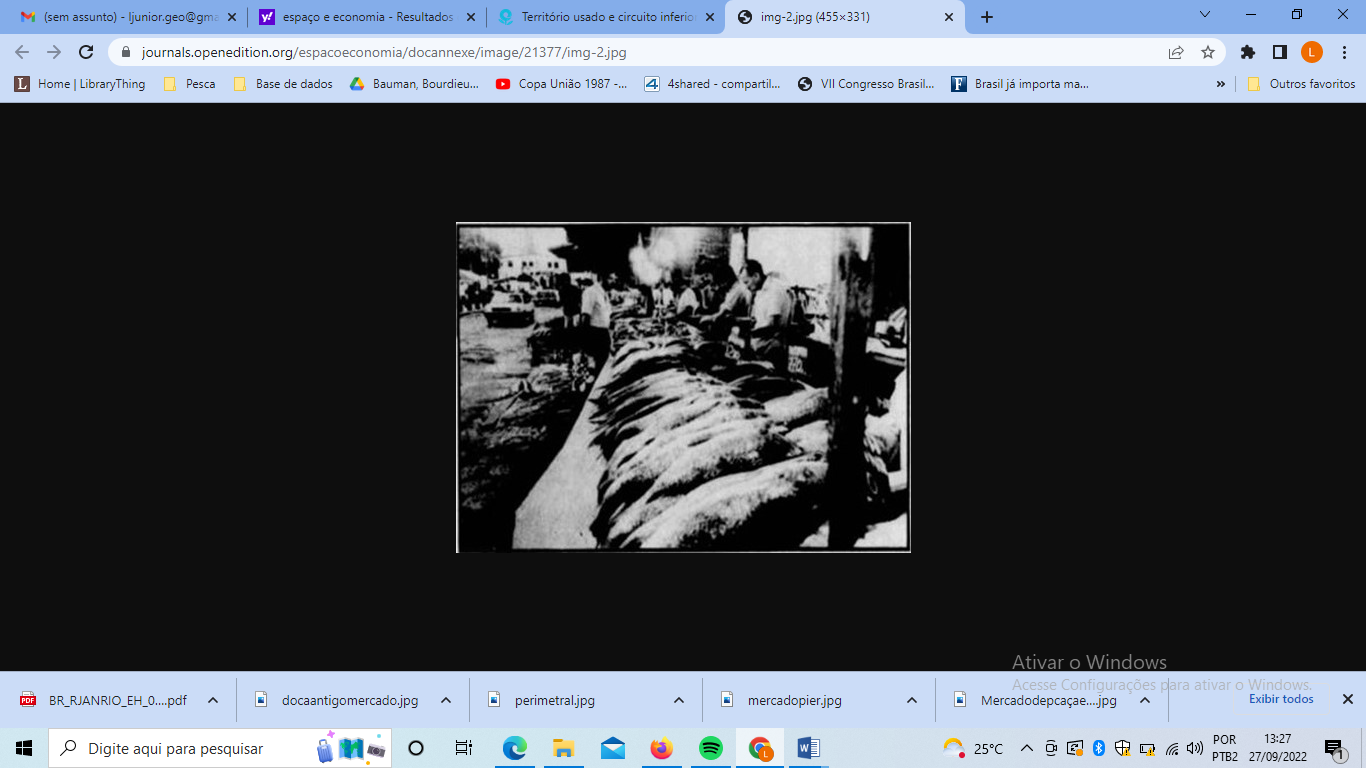 (sem assunto) - ljunior.geo@gma
espaço e economia - Resultados
Território usado e circuito inferio
img-2.jpg (455×331)
journals.openedition.org/espacoeconomia/docannexe/image/21377/img-2.jpg
L
L Home | LibraryThing
Pesca
Base de dados
Bauman, Bourdieu...
Copa União 1987 -...
4 4shared - compartil...
VII Congresso Brasil...
F Brasil já importa ma...
»
Outros favoritos
Ativar o Windows
Acesse Configurações para ativar o Windows.
PDF BR_RJANRIO_EH_0....pdf
docaantigomercado.jpg
perimetral.jpg
mercadopier.jpg
Mercadodepcaçae....jpg
Exibir todos
Digite aqui para pesquisar
L
W
25°C
POR
PTB2
13:27
27/09/2022
1